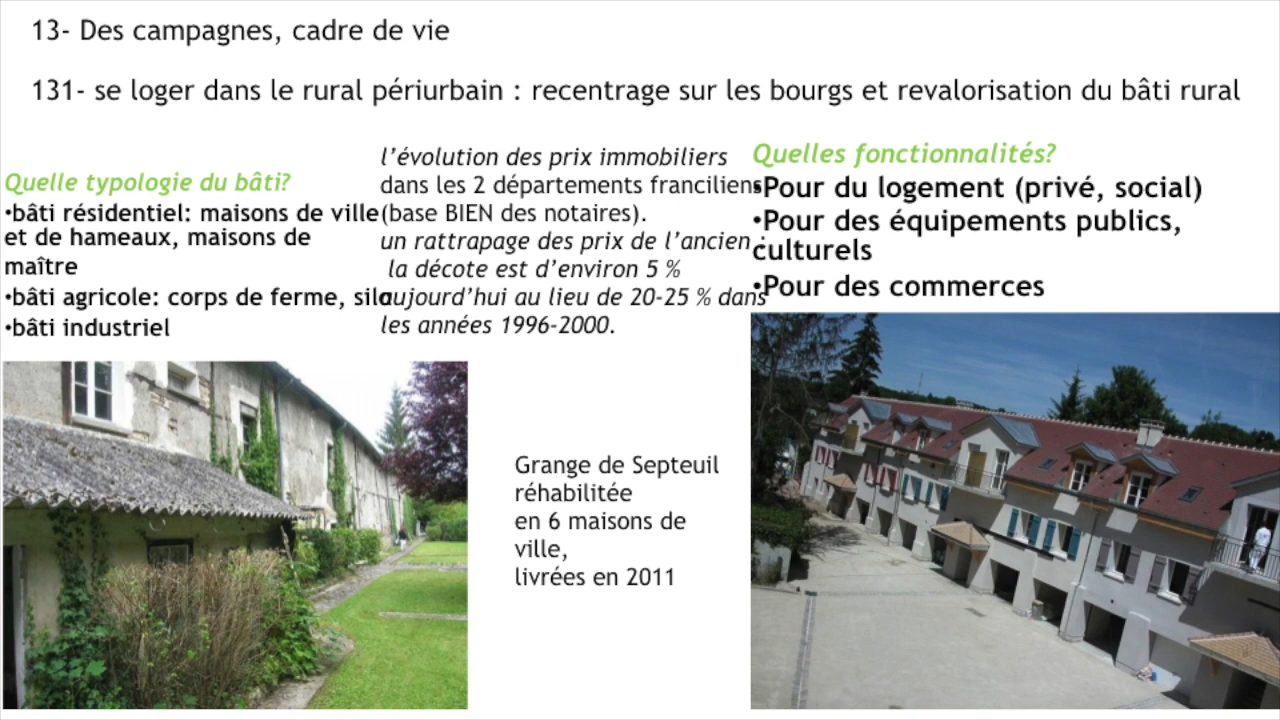 13- Des campagnes, cadre de vie
131- se loger dans le rural périurbain : recentrage sur les bourgs et revalorisation du bâti rural
Quelle typologie du bâti?
•bâti résidentiel: maisons de ville
et de hameaux, maisons de
maître
•bâti agricole: corps de ferme, silo
•bâti industriel
l’évolution des prix immobiliers
dans les 2 départements franciliens
(base BIEN des notaires).
un rattrapage des prix de l’ancien :
la décote est d’environ 5 %
aujourd’hui au lieu de 20-25 % dans
les années 1996-2000.
Quelles fonctionnalités?
•Pour du logement (privé, social)
•Pour des équipements publics,
culturels
•Pour des commerces
Grange de Septeuil
réhabilitée
en 6 maisons de
ville,
livrées en 2011